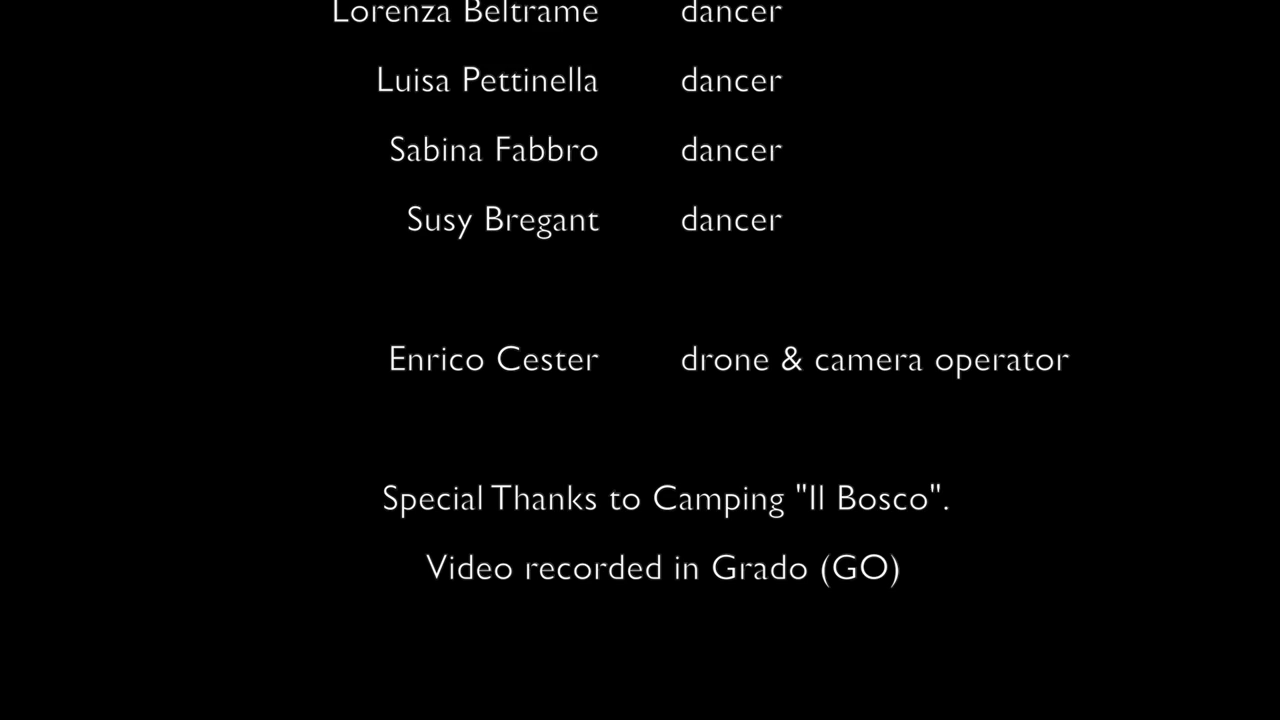 Lorenza Beltrame dancer
Luisa Pettinella dancer
Sabina Fabbro dancer
Susy Bregant dancer
Enrico Cester drone & camera operator
Special Thanks to Camping "Il Bosco".
Video recorded in Grado (GO)